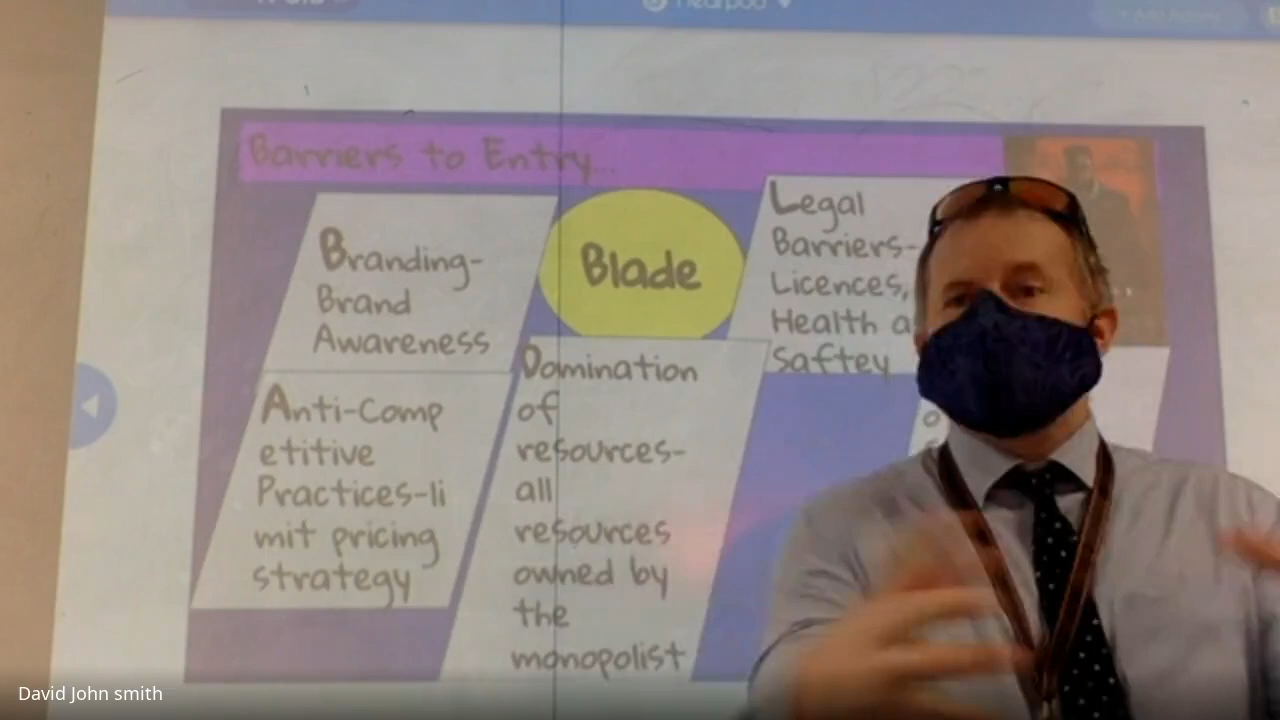 nearpod
Barriers to Entry...
Branding-
Brand
Awareness
Blade
Legal
Barriers-
Licences,
Health a
Saftey
Anti-Comp
etitive
Practices-li
mit pricing
strategy
Domination
of
resources-
all
resources
owned by
the
monopolist
David John smith